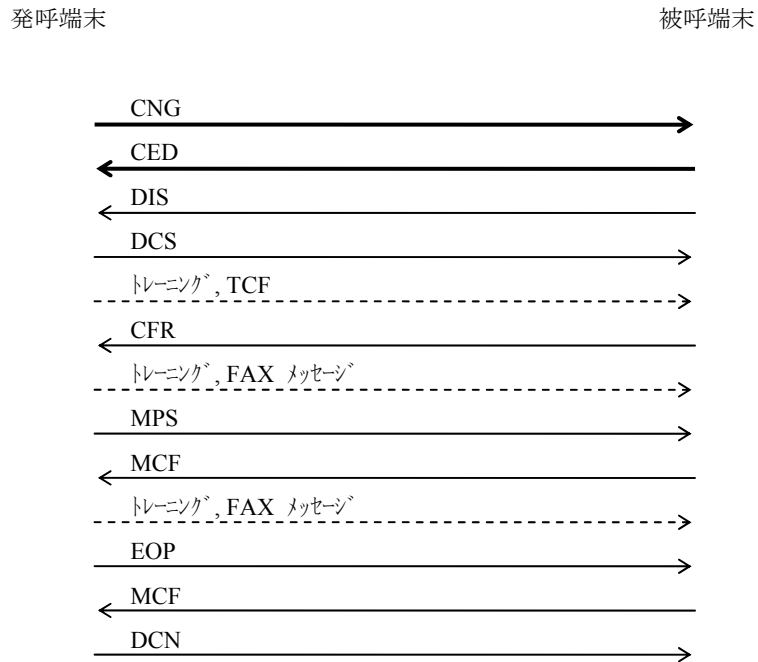 発呼端末 被呼端末
CNG
CED
DIS
DCS
ﾄﾚｰﾆﾝｸﾞ, TCF
CFR
ﾄﾚｰﾆﾝｸﾞ, FAX ﾒｯｾｰｼﾞ
MPS
MCF
ﾄﾚｰﾆﾝｸﾞ, FAX ﾒｯｾｰｼﾞ
EOP
MCF
DCN